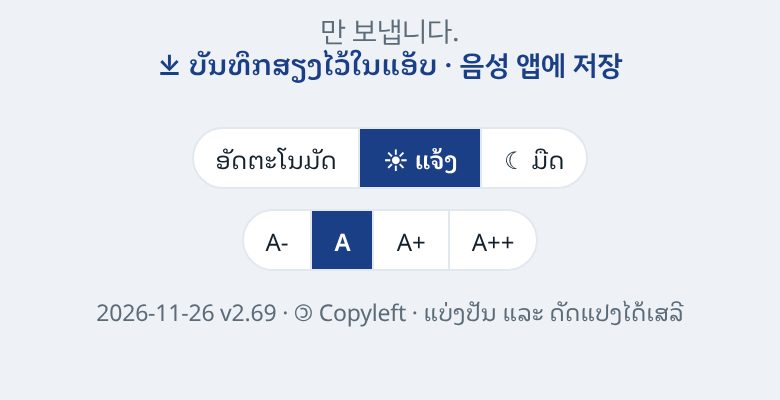 만 보냅니다.
ບັນທຶກສຽງໄວ້ໃນແອັບ · 음성 앱에 저장
ອັດຕະໂນມັດ ☀ ແຈ້ງ ☾ ມືດ
A- A A+ A++
2026-11-26 v2.69 · 🄯 Copyleft · ແບ່ງປັນ ແລະ ດັດແປງໄດ້ເສລີ